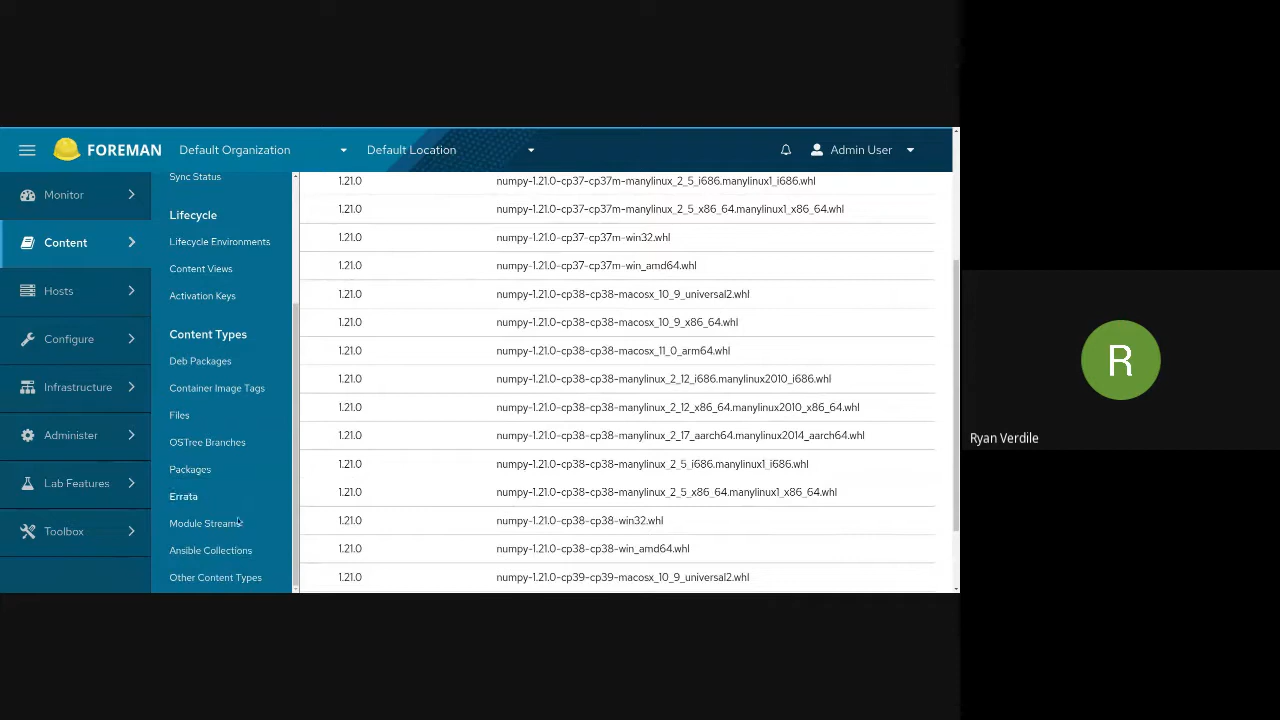 FOREMAN
Default Organization
Default Location
Admin User
Monitor
Content
Hosts
Configure
Infrastructure
Administer
Lab Features
Toolbox
Sync Status
Lifecycle
Lifecycle Environments
Content Views
Activation Keys
Content Types
Deb Packages
Container Image Tags
Files
OSTree Branches
Packages
Errata
Module Streams
Ansible Collections
Other Content Types
1.21.0 numpy-1.21.0-cp37-cp37m-manylinux_2_5_i686.manylinux1_i686.whl
1.21.0 numpy-1.21.0-cp37-cp37m-manylinux_2_5_x86_64.manylinux1_x86_64.whl
1.21.0 numpy-1.21.0-cp37-cp37m-win32.whl
1.21.0 numpy-1.21.0-cp37-cp37m-win_amd64.whl
1.21.0 numpy-1.21.0-cp38-cp38-macosx_10_9_universal2.whl
1.21.0 numpy-1.21.0-cp38-cp38-macosx_10_9_x86_64.whl
1.21.0 numpy-1.21.0-cp38-cp38-macosx_11_0_arm64.whl
1.21.0 numpy-1.21.0-cp38-cp38-manylinux_2_12_i686.manylinux2010_i686.whl
1.21.0 numpy-1.21.0-cp38-cp38-manylinux_2_12_x86_64.manylinux2010_x86_64.whl
1.21.0 numpy-1.21.0-cp38-cp38-manylinux_2_17_aarch64.manylinux2014_aarch64.whl
1.21.0 numpy-1.21.0-cp38-cp38-manylinux_2_5_i686.manylinux1_i686.whl
1.21.0 numpy-1.21.0-cp38-cp38-manylinux_2_5_x86_64.manylinux1_x86_64.whl
1.21.0 numpy-1.21.0-cp38-cp38-win32.whl
1.21.0 numpy-1.21.0-cp38-cp38-win_amd64.whl
1.21.0 numpy-1.21.0-cp39-cp39-macosx_10_9_universal2.whl
R
Ryan Verdile